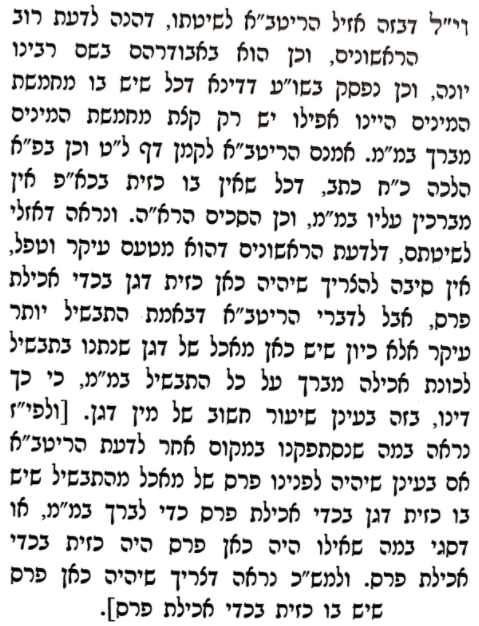 וי״ל דבזה אזיל הריטב״א לשיטתו, דהנה לדעת רוב
הראשונים, וכן הוא באבודרהם בשם רבינו
יונה, וכן נפסק בשו״ע דדינא דכל שיש בו מחמשת
המינים היינו אפילו יש רק קצת מחמשת המינים
מברך במ״מ. אמנם הריטב״א לקמן דף ל״ט וכן בפ״א
הלכה כ״ח כתב, דכל שאין בו כזית בכא״פ אין
מברכין עליו במ״מ, וכן הסכים הרא״ה. ונראה דאזלי
לשיטתם, דלדעת הראשונים דהוא מטעם עיקר וטפל,
אין סיבה להצריך שיהיה כאן כזית דגן בכדי אכילת
פרס, אבל לדברי הריטב״א דבאמת התבשיל יותר
עיקר אלא כיון שיש כאן מאכל של דגן שנתנו בתבשיל
לכונת אכילה מברך על כל התבשיל במ״מ, כי כך
דינו, בזה בעינן שיעור חשוב של מין דגן. [ולפי״ז
נראה במה שנסתפקנו במקום אחר לדעת הריטב״א
אם בעינן שיהיה לפנינו פרס של מאכל מהתבשיל שיש
בו כזית דגן בכדי אכילת פרס כדי לברך במ״מ, או
דסגי במה שאילו היה כאן פרס היה כזית בכדי
אכילת פרס. ולמש״כ נראה דצריך שיהיה כאן פרס
שיש בו כזית בכדי אכילת פרס].